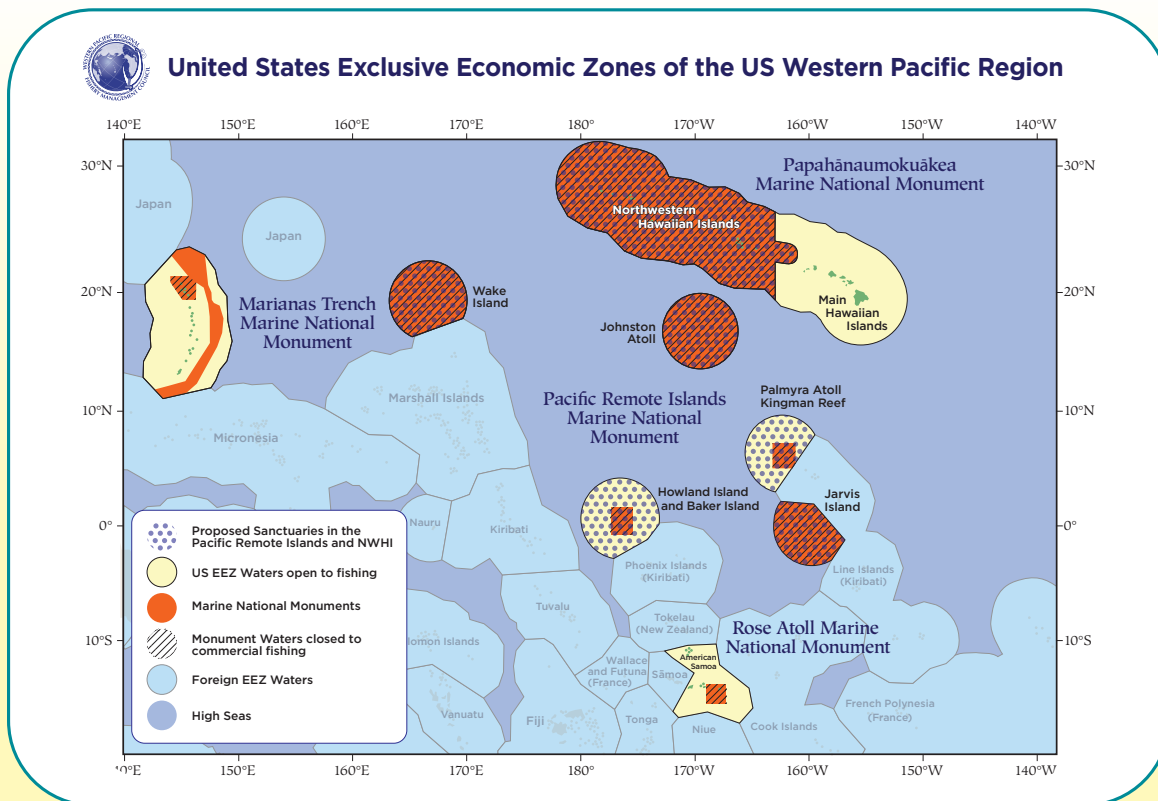 WESTERN PACIFIC REGIONAL
FISHERY MANAGEMENT COUNCIL
United States Exclusive Economic Zones of the US Western Pacific Region
140°E 150°E 160°E 170°E 180° 170°W 160°W 150°W 140°W
30°N
30°N
Papahānaumokuākea
Marine National Monument
Japan
Japan
Northwestern
Hawaiian Islands
20°N
20°N
Wake
Island
Marianas Trench
Marine National
Monument
Main
Hawaiian
Islands
Johnston
Atoll
Palmyra Atoll
Kingman Reef
Marshall Islands
Pacific Remote Islands
Marine National
Monument
10°N
10°N
Micronesia
Howland Island
and Baker Island
Jarvis
Island
0°
0°
Nauru
Kiribati
Phoenix Islands
(Kiribati)
Line Islands
(Kiribati)
Tuvalu
Tokelau
(New Zealand)
Rose Atoll Marine
National Monument
10°S
10°S
lomon Islands
American
Samoa
Wallace
and Futuna
(France)
Sāmoa
French Polynesia
(France)
Vanuatu
Fiji
Tonga
Niue
Cook Islands
Proposed Sanctuaries in the
Pacific Remote Islands and NWHI
US EEZ Waters open to fishing
Marine National Monuments
Monument Waters closed to
commercial fishing
Foreign EEZ Waters
High Seas
40°E 150°E 160°E 170°E 180° 170°W 160°W 150°W 140°W